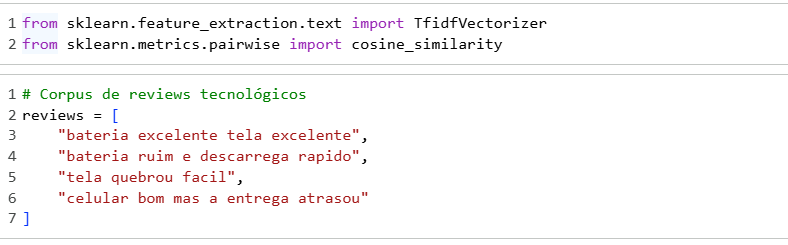 1 from sklearn.feature_extraction.text import TfidfVectorizer
2 from sklearn.metrics.pairwise import cosine_similarity
1 # Corpus de reviews tecnológicos
2 reviews = [
3     "bateria excelente tela excelente",
4     "bateria ruim e descarrega rapido",
5     "tela quebrou facil",
6     "celular bom mas a entrega atrasou"
7 ]